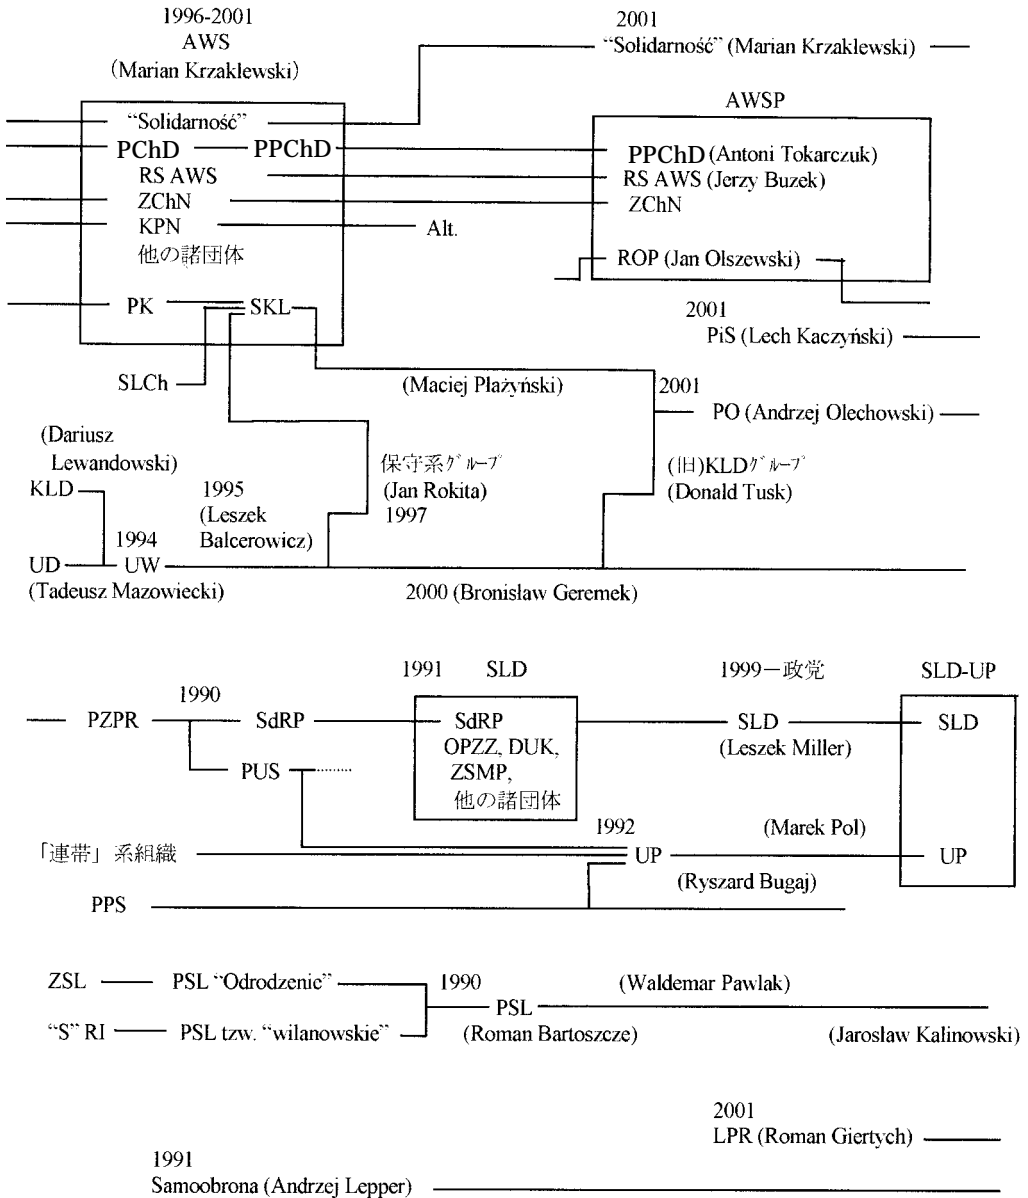 1996-2001
AWS
(Marian Krzaklewski)
2001
“Solidarność” (Marian Krzaklewski)
AWSP
“Solidarność”
PChD PPChD
PPChD (Antoni Tokarczuk)
RS AWS
RS AWS (Jerzy Buzek)
ZChN
ZChN
KPN
Alt.
他の諸団体
ROP (Jan Olszewski)
PK SKL
2001
PiS (Lech Kaczyński)
SLCh
(Maciej Płażyński)
2001
PO (Andrzej Olechowski)
(Dariusz
Lewandowski)
KLD
1995
(Leszek
Balcerowicz)
保守系グループ
(Jan Rokita)
1997
(旧)KLDグループ
(Donald Tusk)
1994
UD UW
(Tadeusz Mazowiecki)
2000 (Bronisław Geremek)
1991 SLD
1999－政党
SLD-UP
1990
PZPR SdRP
SdRP
OPZZ, DUK,
ZSMP,
他の諸団体
SLD
(Leszek Miller)
SLD
PUS
1992
(Marek Pol)
「連帯」系組織
UP
UP
(Ryszard Bugaj)
PPS
ZSL PSL “Odrodzenie”
1990
(Waldemar Pawlak)
PSL
“S” RI PSL tzw. “wilanowskie”
(Roman Bartoszcze)
(Jarosław Kalinowski)
2001
LPR (Roman Giertych)
1991
Samoobrona (Andrzej Lepper)